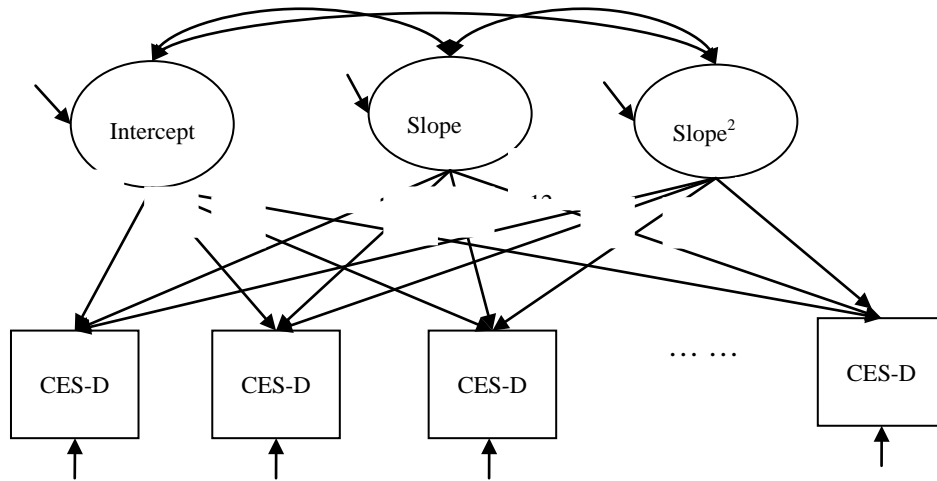 Intercept
Slope
Slope²
… …
CES-D
CES-D
CES-D
CES-D